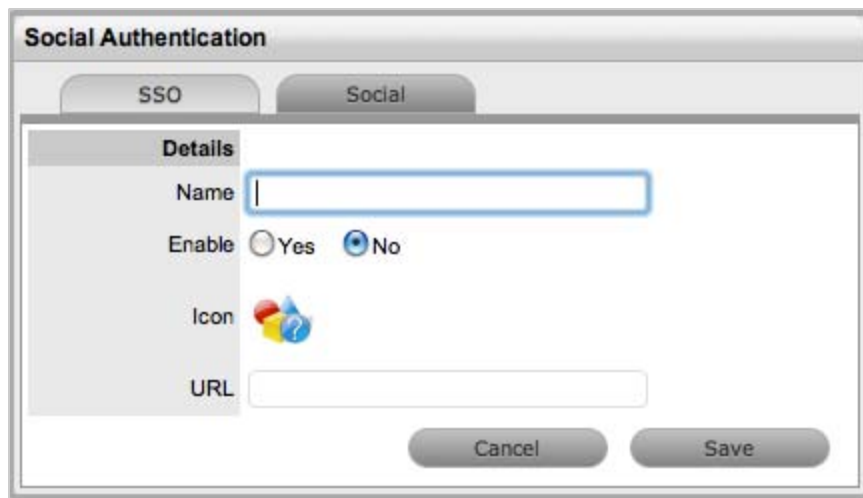 Social Authentication
SSO Social
Details
Name
Enable Yes No
Icon ?
URL
Cancel Save